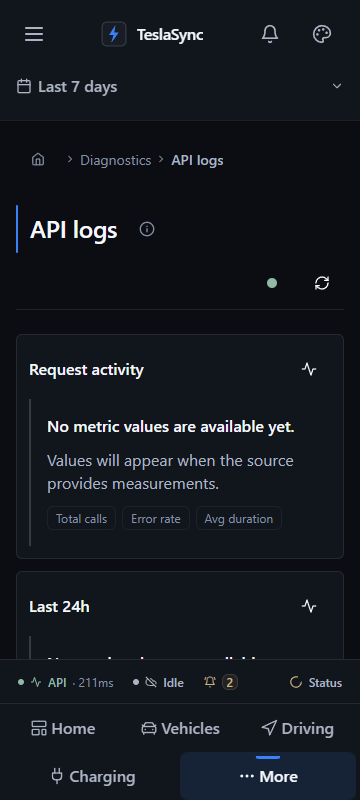 TeslaSync
Last 7 days
Diagnostics API logs
API logs
Request activity
No metric values are available yet.
Values will appear when the source
provides measurements.
Total calls Error rate Avg duration
Last 24h
API · 211ms Idle 2 Status
Home Vehicles Driving
Charging More